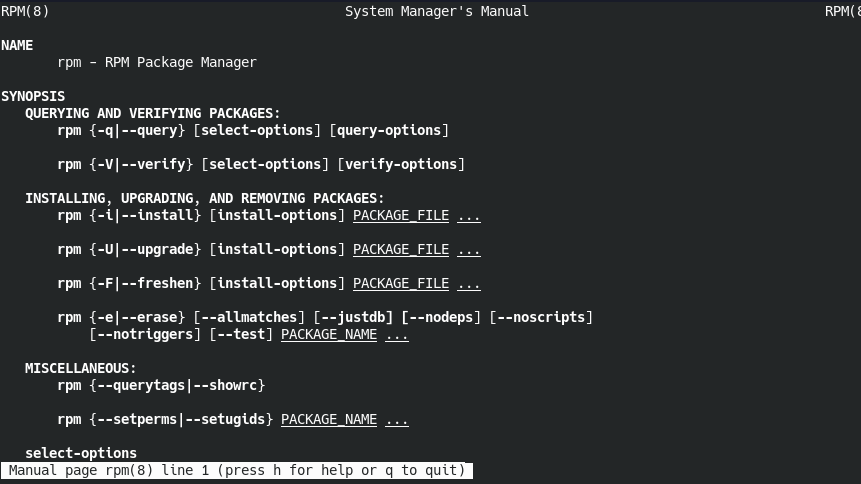 RPM(8) System Manager's Manual RPM(8
NAME
rpm - RPM Package Manager
SYNOPSIS
QUERYING AND VERIFYING PACKAGES:
rpm {-q|--query} [select-options] [query-options]
rpm {-V|--verify} [select-options] [verify-options]
INSTALLING, UPGRADING, AND REMOVING PACKAGES:
rpm {-i|--install} [install-options] PACKAGE_FILE ...
rpm {-U|--upgrade} [install-options] PACKAGE_FILE ...
rpm {-F|--freshen} [install-options] PACKAGE_FILE ...
rpm {-e|--erase} [--allmatches] [--justdb] [--nodeps] [--noscripts]
[--notriggers] [--test] PACKAGE_NAME ...
MISCELLANEOUS:
rpm {--querytags|--showrc}
rpm {--setperms|--setugids} PACKAGE_NAME ...
select-options
Manual page rpm(8) line 1 (press h for help or q to quit)